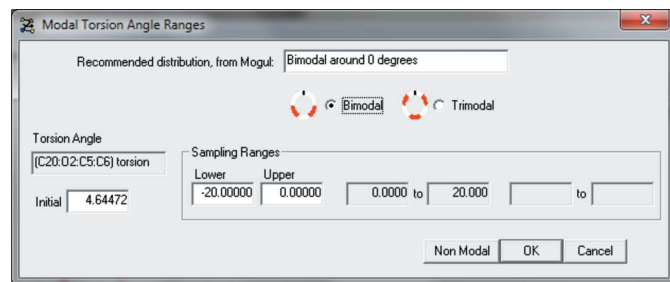 Modal Torsion Angle Ranges
Recommended distribution, from Mogul: Bimodal around 0 degrees
Bimodal Trimodal
Torsion Angle
(C20:O2:C5:C6) torsion
Sampling Ranges
Lower Upper
Initial 4.64472 -20.00000 0.00000 0.0000 to 20.000 to
Non Modal OK Cancel